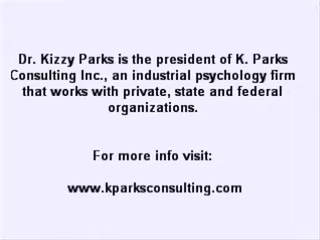 Dr. Kizzy Parks is the president of K. Parks
Consulting Inc., an industrial psychology firm
that works with private, state and federal
organizations.
For more info visit:
www.kparksconsulting.com